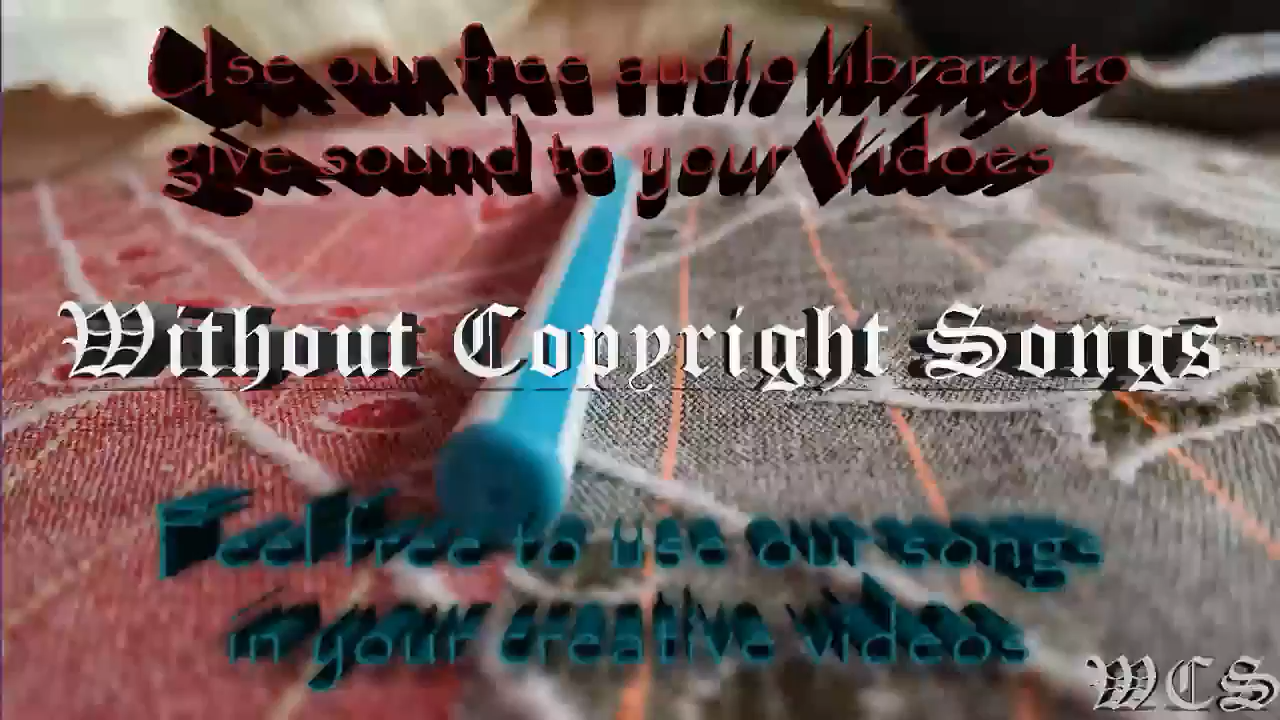 Use our free audio library to
give sound to your Vidoes
Without Copyright Songs
Feel free to use our songs
in your creative videos
WCS